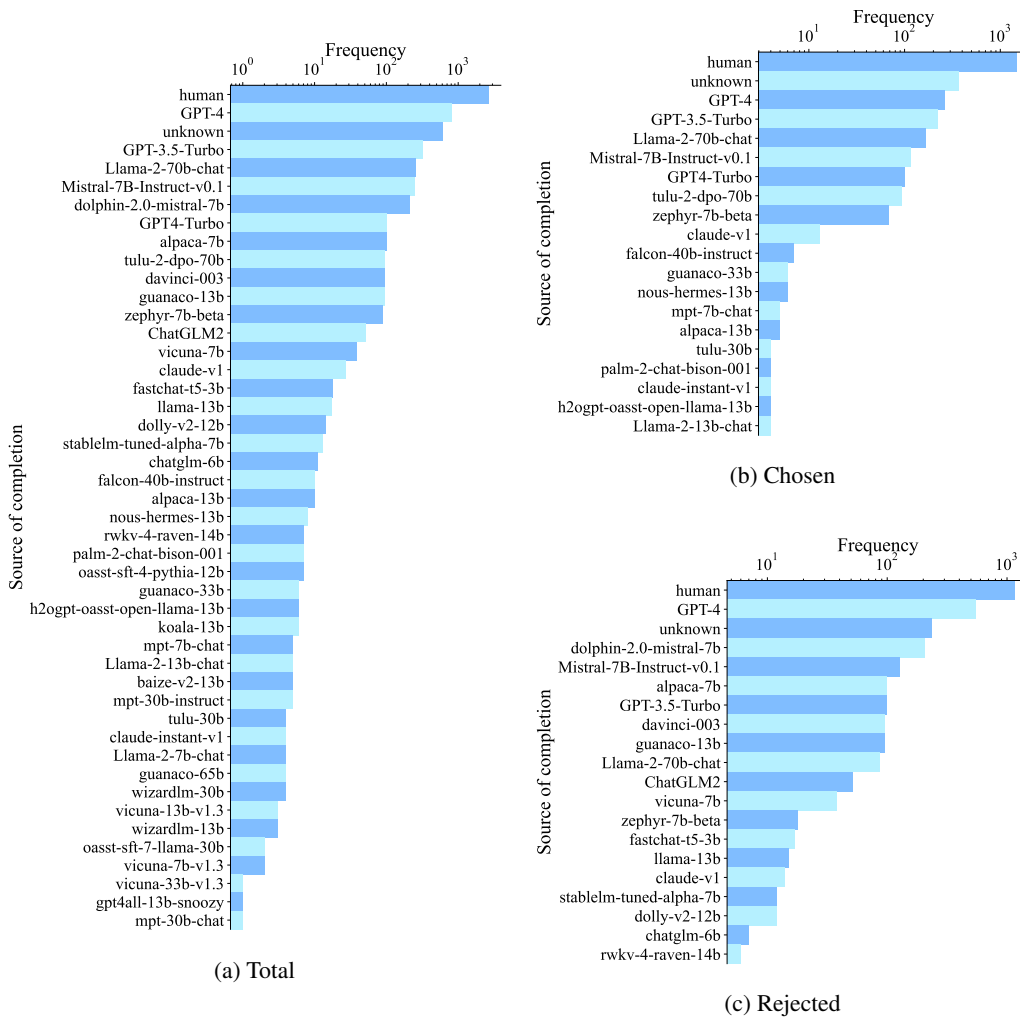 Frequency
10^0 10^1 10^2 10^3
Source of completion
human
GPT-4
unknown
GPT-3.5-Turbo
Llama-2-70b-chat
Mistral-7B-Instruct-v0.1
dolphin-2.0-mistral-7b
GPT4-Turbo
alpaca-7b
tulu-2-dpo-70b
davinci-003
guanaco-13b
zephyr-7b-beta
ChatGLM2
vicuna-7b
claude-v1
fastchat-t5-3b
llama-13b
dolly-v2-12b
stablelm-tuned-alpha-7b
chatglm-6b
falcon-40b-instruct
alpaca-13b
nous-hermes-13b
rwkv-4-raven-14b
palm-2-chat-bison-001
oasst-sft-4-pythia-12b
guanaco-33b
h2ogpt-oasst-open-llama-13b
koala-13b
mpt-7b-chat
Llama-2-13b-chat
baize-v2-13b
mpt-30b-instruct
tulu-30b
claude-instant-v1
Llama-2-7b-chat
guanaco-65b
wizardlm-30b
vicuna-13b-v1.3
wizardlm-13b
oasst-sft-7-llama-30b
vicuna-7b-v1.3
vicuna-33b-v1.3
gpt4all-13b-snoozy
mpt-30b-chat
(a) Total
Frequency
10^1 10^2 10^3
Source of completion
human
unknown
GPT-4
GPT-3.5-Turbo
Llama-2-70b-chat
Mistral-7B-Instruct-v0.1
GPT4-Turbo
tulu-2-dpo-70b
zephyr-7b-beta
claude-v1
falcon-40b-instruct
guanaco-33b
nous-hermes-13b
mpt-7b-chat
alpaca-13b
tulu-30b
palm-2-chat-bison-001
claude-instant-v1
h2ogpt-oasst-open-llama-13b
Llama-2-13b-chat
(b) Chosen
Frequency
10^1 10^2 10^3
Source of completion
human
GPT-4
unknown
dolphin-2.0-mistral-7b
Mistral-7B-Instruct-v0.1
alpaca-7b
GPT-3.5-Turbo
davinci-003
guanaco-13b
Llama-2-70b-chat
ChatGLM2
vicuna-7b
zephyr-7b-beta
fastchat-t5-3b
llama-13b
claude-v1
stablelm-tuned-alpha-7b
dolly-v2-12b
chatglm-6b
rwkv-4-raven-14b
(c) Rejected